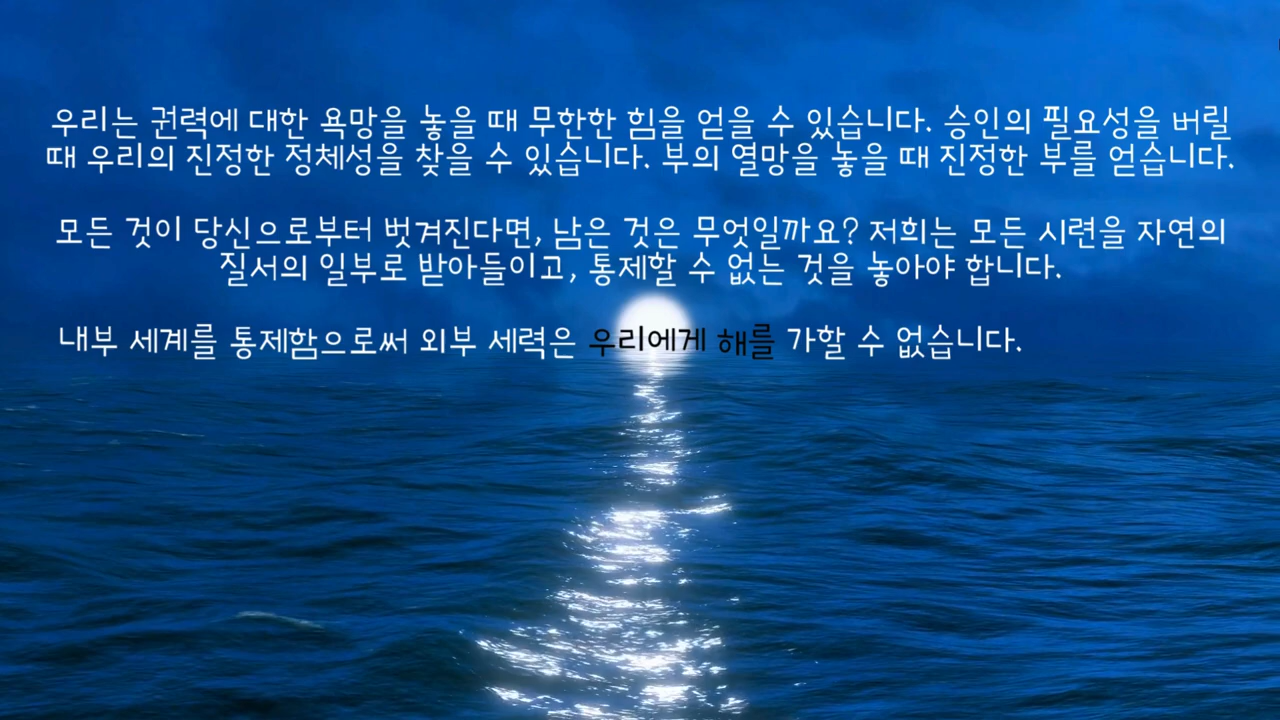 우리는 권력에 대한 욕망을 놓을 때 무한한 힘을 얻을 수 있습니다. 승인의 필요성을 버릴
때 우리의 진정한 정체성을 찾을 수 있습니다. 부의 열망을 놓을 때 진정한 부를 얻습니다.
모든 것이 당신으로부터 벗겨진다면, 남은 것은 무엇일까요? 저희는 모든 시련을 자연의
질서의 일부로 받아들이고, 통제할 수 없는 것을 놓아야 합니다.
내부 세계를 통제함으로써 외부 세력은 우리에게 해를 가할 수 없습니다.